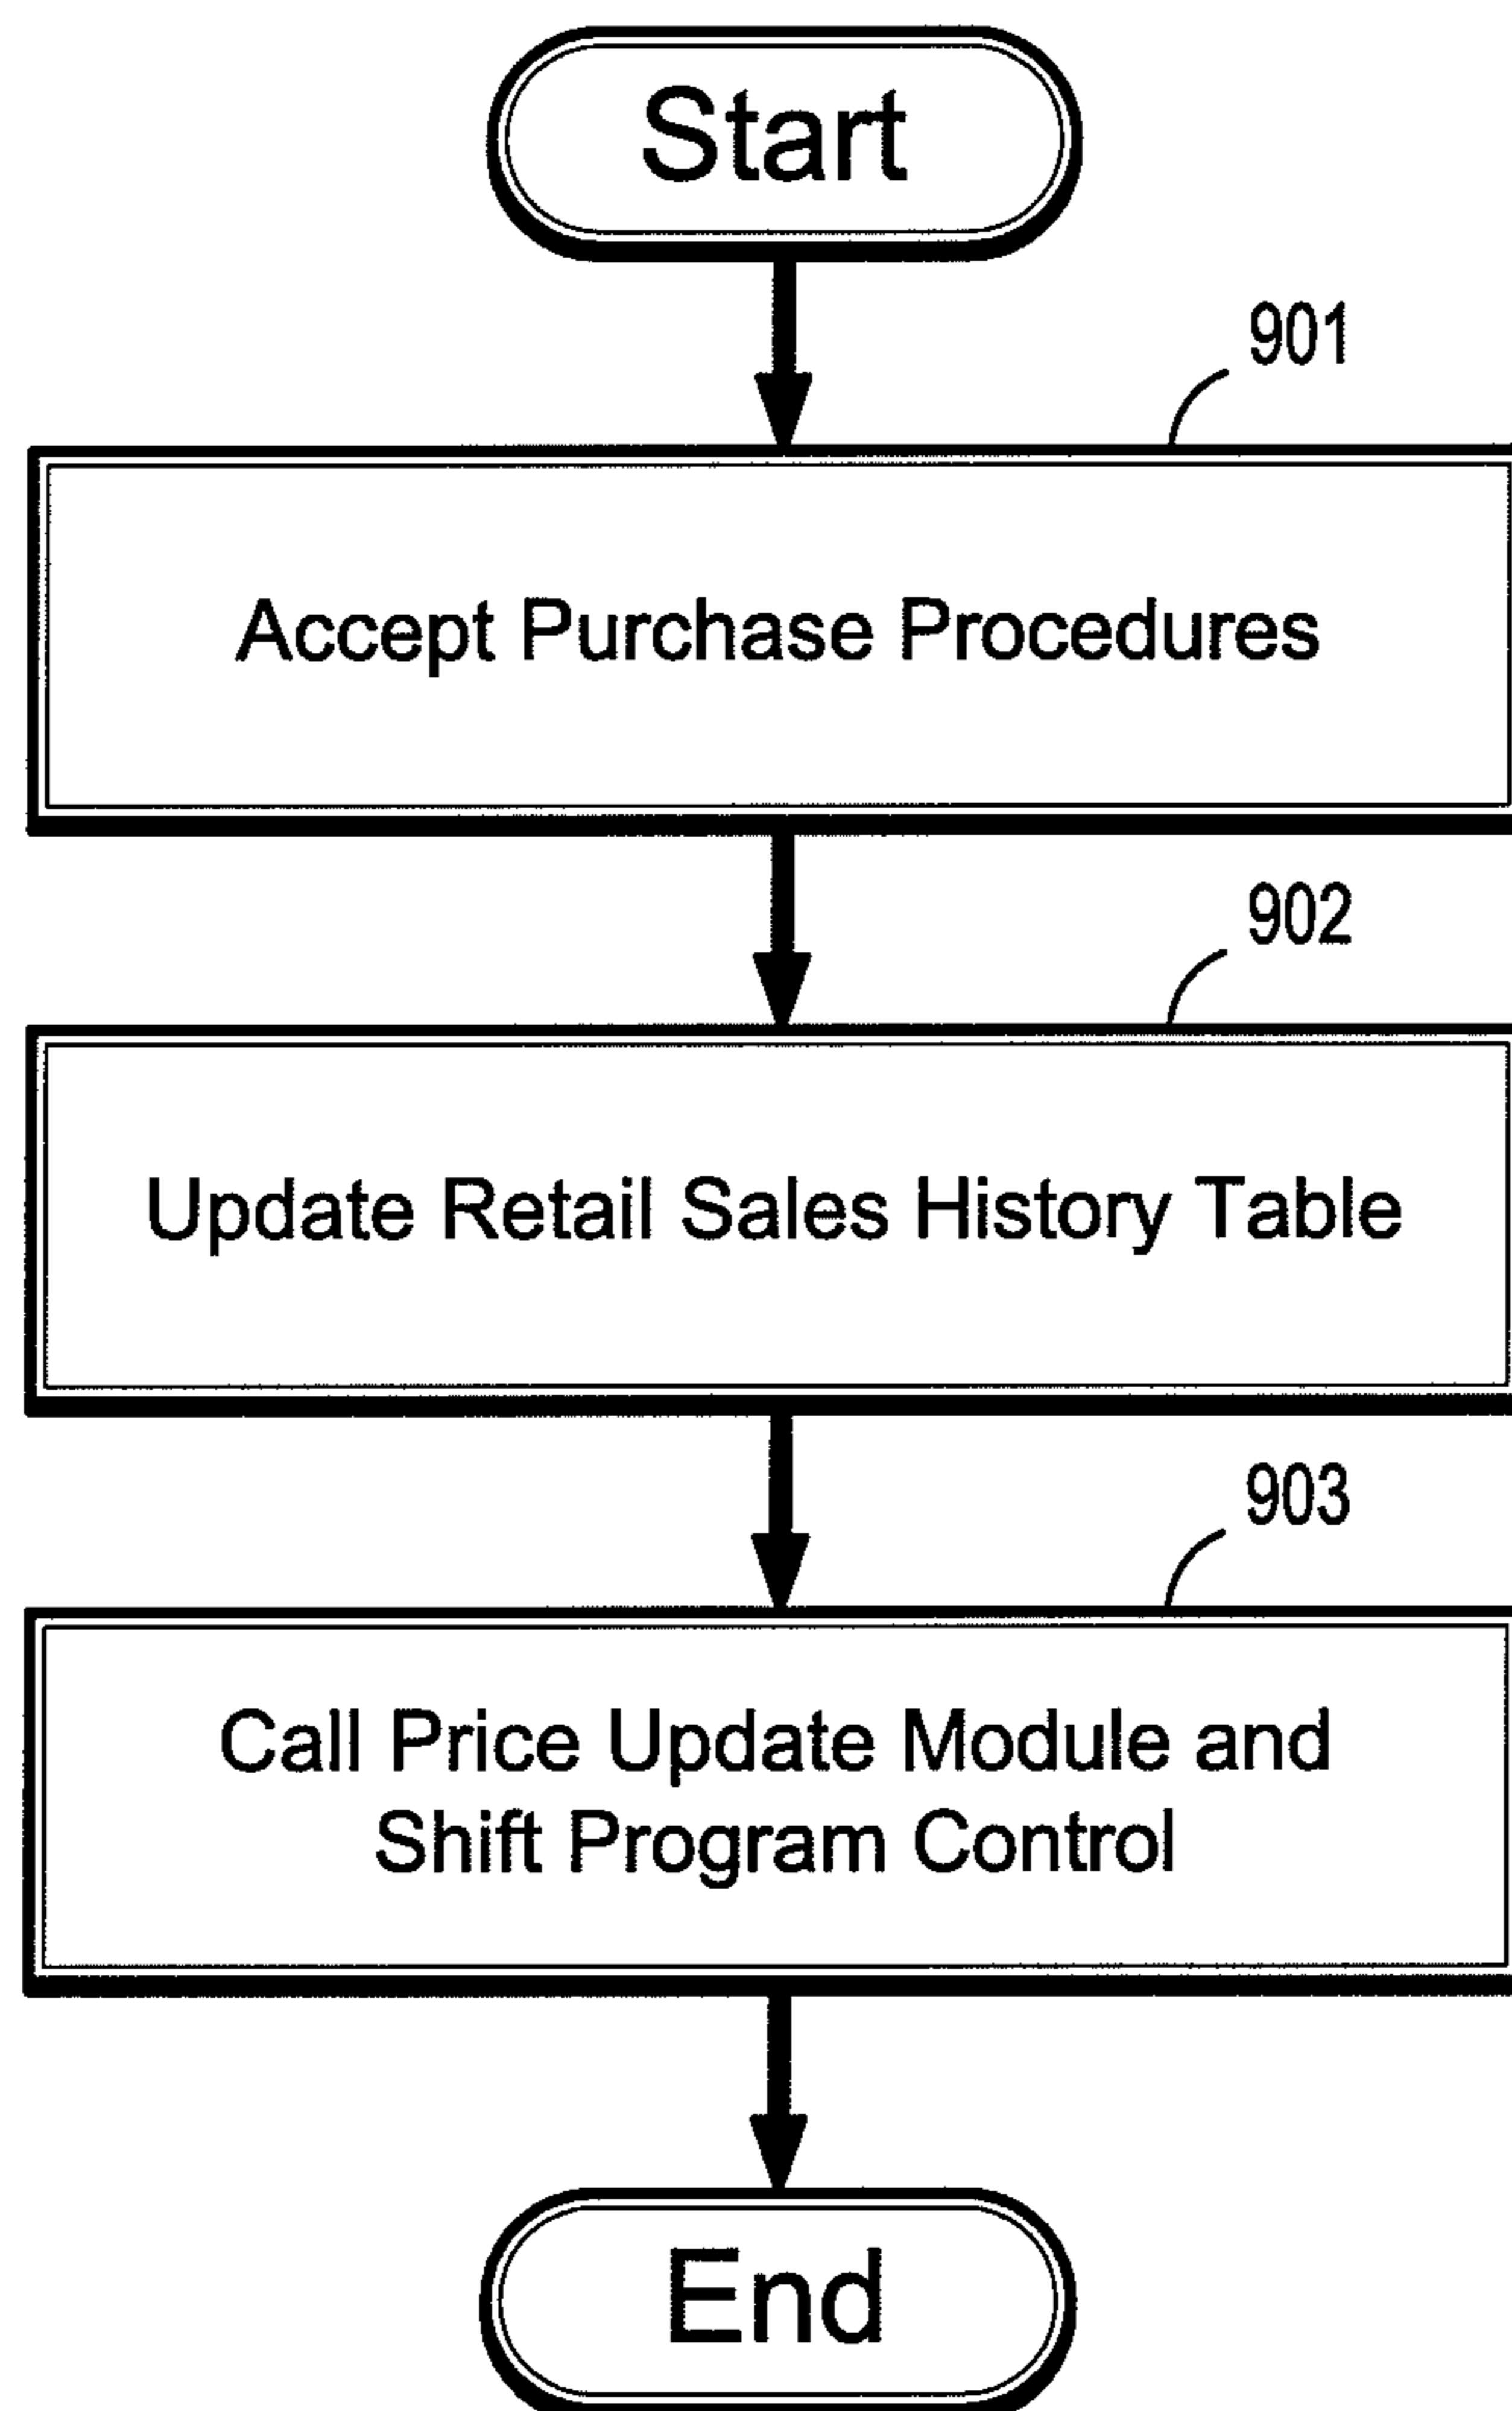 Start
901
Accept Purchase Procedures
902
Update Retail Sales History Table
903
Call Price Update Module and
Shift Program Control
End